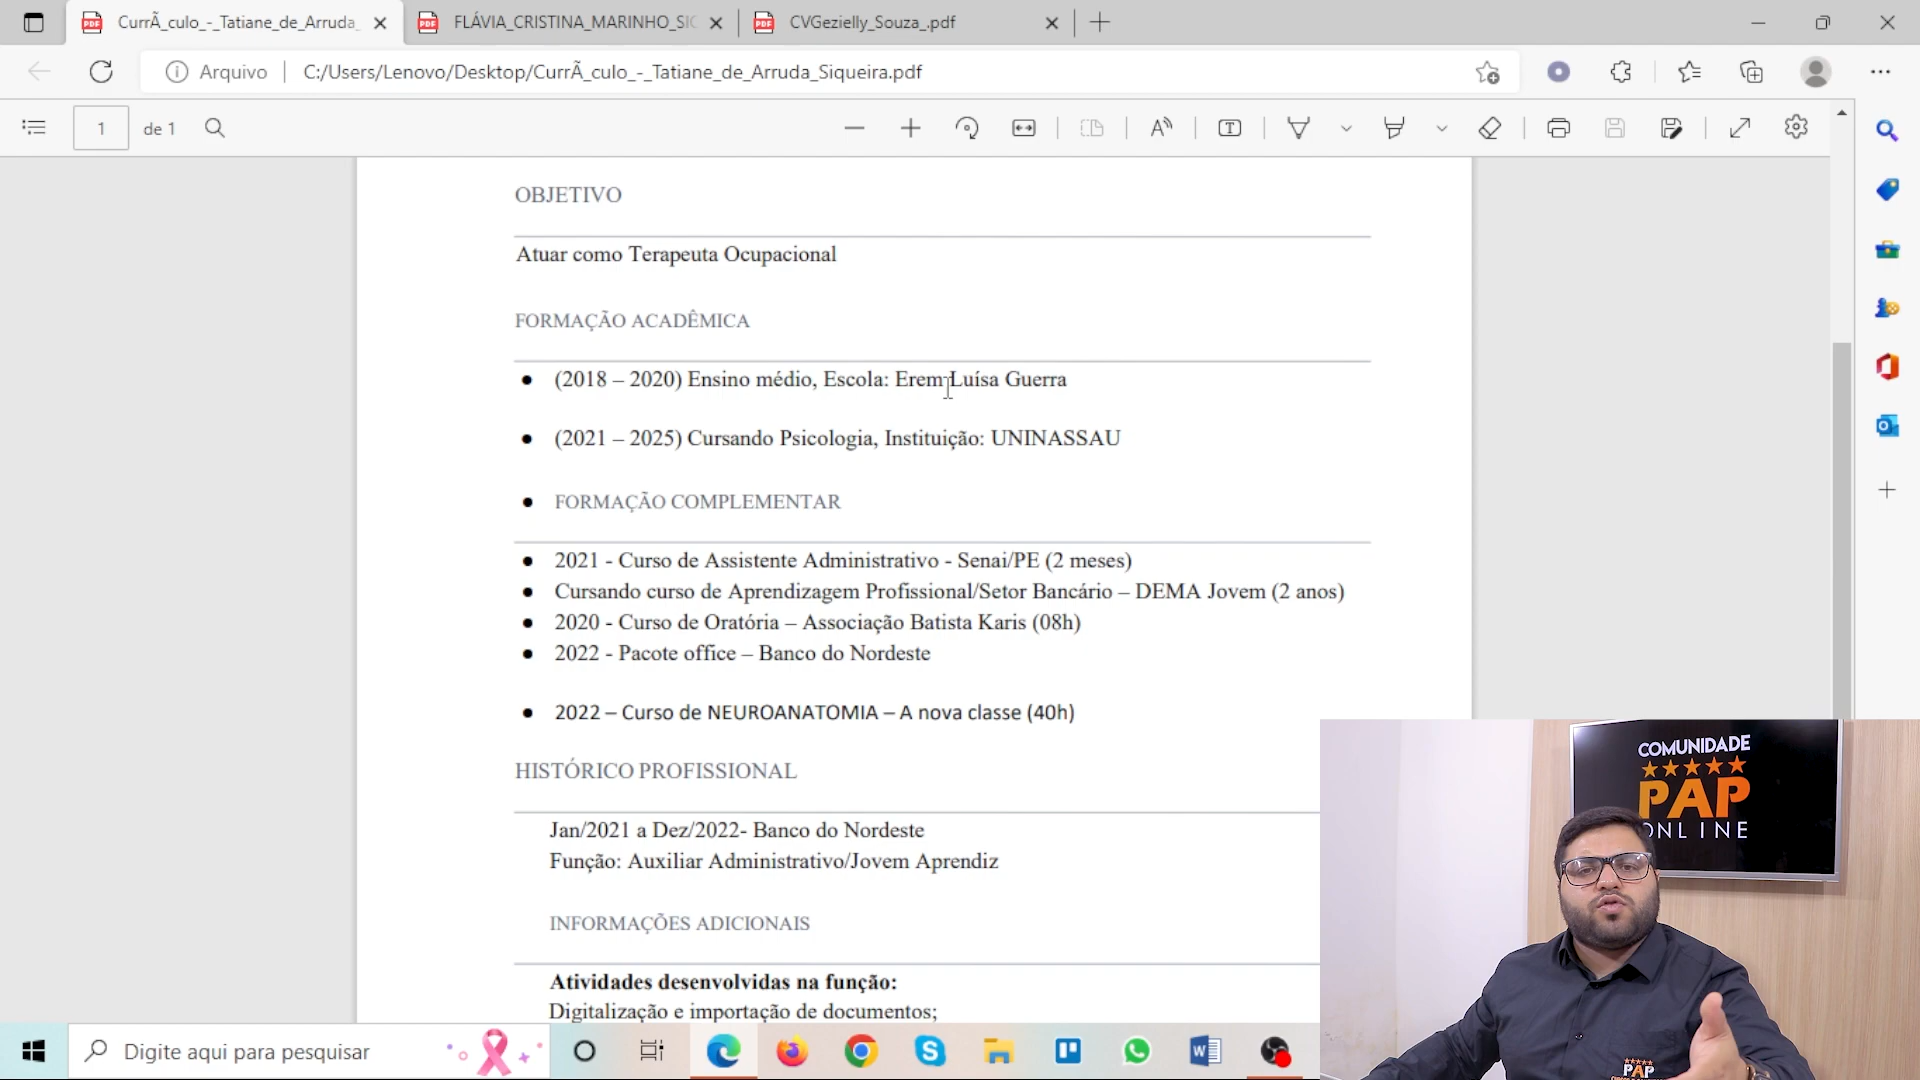 CurrÃ_culo_-_Tatiane_de_Arruda_
FLÁVIA_CRISTINA_MARINHO_SIC
CVGezielly_Souza_.pdf
Arquivo
C:/Users/Lenovo/Desktop/CurrÃ_culo_-_Tatiane_de_Arruda_Siqueira.pdf
1 de 1
OBJETIVO
Atuar como Terapeuta Ocupacional
FORMAÇÃO ACADÊMICA
(2018 – 2020) Ensino médio, Escola: Erem Luísa Guerra
(2021 – 2025) Cursando Psicologia, Instituição: UNINASSAU
FORMAÇÃO COMPLEMENTAR
2021 - Curso de Assistente Administrativo - Senai/PE (2 meses)
Cursando curso de Aprendizagem Profissional/Setor Bancário – DEMA Jovem (2 anos)
2020 - Curso de Oratória – Associação Batista Karis (08h)
2022 - Pacote office – Banco do Nordeste
2022 – Curso de NEUROANATOMIA – A nova classe (40h)
HISTÓRICO PROFISSIONAL
Jan/2021 a Dez/2022- Banco do Nordeste
Função: Auxiliar Administrativo/Jovem Aprendiz
INFORMAÇÕES ADICIONAIS
Atividades desenvolvidas na função:
Digitalização e importação de documentos;
COMUNIDADE
PAP
ONLINE
PAP
Digite aqui para pesquisar